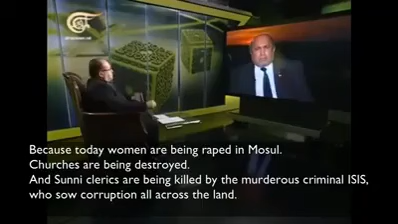 Because today women are being raped in Mosul.
Churches are being destroyed.
And Sunni clerics are being killed by the murderous criminal ISIS,
who sow corruption all across the land.